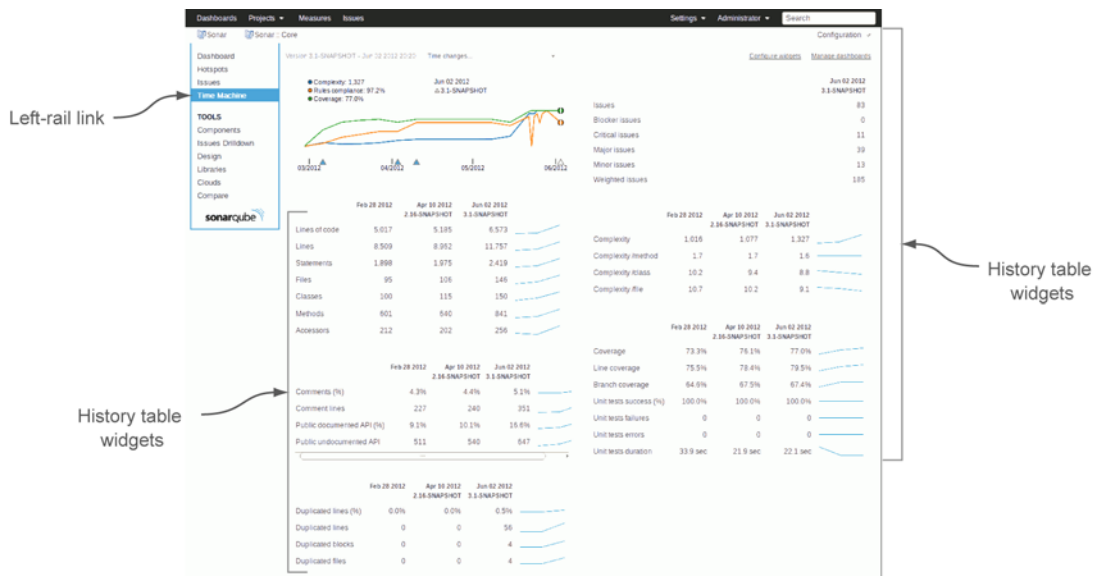 Dashboards Projects Measures Issues Settings Administrator Search
Sonar Sonar : Core Configuration
Version 3.1-SNAPSHOT - Jun 02 2012 20:20 Time changes... Configure widgets Manage dashboards
Dashboard
Hotspots
Issues
Time Machine
TOOLS
Components
Issues Drilldown
Design
Libraries
Clouds
Compare
sonarqube
Left-rail link
Complexity: 1,327 Jun 02 2012
Rules compliance: 97.2% 3.1-SNAPSHOT
Coverage: 77.0%
03/2012 04/2012 05/2012 06/2012
Jun 02 2012
3.1-SNAPSHOT
Issues 83
Blocker issues 0
Critical issues 11
Major issues 39
Minor issues 13
Weighted issues 185
Feb 28 2012 Apr 10 2012 Jun 02 2012
2.16-SNAPSHOT 3.1-SNAPSHOT
Lines of code 5.017 5.185 6.573
Lines 8.509 8.952 11.757
Statements 1.898 1.975 2.419
Files 95 106 146
Classes 100 115 150
Methods 601 640 841
Accessors 212 202 256
Feb 28 2012 Apr 10 2012 Jun 02 2012
2.16-SNAPSHOT 3.1-SNAPSHOT
Comments (%) 4.3% 4.4% 5.1%
Comment lines 227 240 351
Public documented API (%) 9.1% 10.1% 16.6%
Public undocumented API 511 540 647
Feb 28 2012 Apr 10 2012 Jun 02 2012
2.16-SNAPSHOT 3.1-SNAPSHOT
Duplicated lines (%) 0.0% 0.0% 0.5%
Duplicated lines 0 0 56
Duplicated blocks 0 0 4
Duplicated files 0 0 4
History table
widgets
Feb 28 2012 Apr 10 2012 Jun 02 2012
2.16-SNAPSHOT 3.1-SNAPSHOT
Complexity 1.016 1.077 1.327
Complexity /method 1.7 1.7 1.6
Complexity /class 10.2 9.4 8.8
Complexity /file 10.7 10.2 9.1
Feb 28 2012 Apr 10 2012 Jun 02 2012
2.16-SNAPSHOT 3.1-SNAPSHOT
Coverage 73.3% 76.1% 77.0%
Line coverage 75.5% 78.4% 79.5%
Branch coverage 64.6% 67.5% 67.4%
Unit tests success (%) 100.0% 100.0% 100.0%
Unit tests failures 0 0 0
Unit tests errors 0 0 0
Unit tests duration 33.9 sec 21.9 sec 22.1 sec
History table
widgets